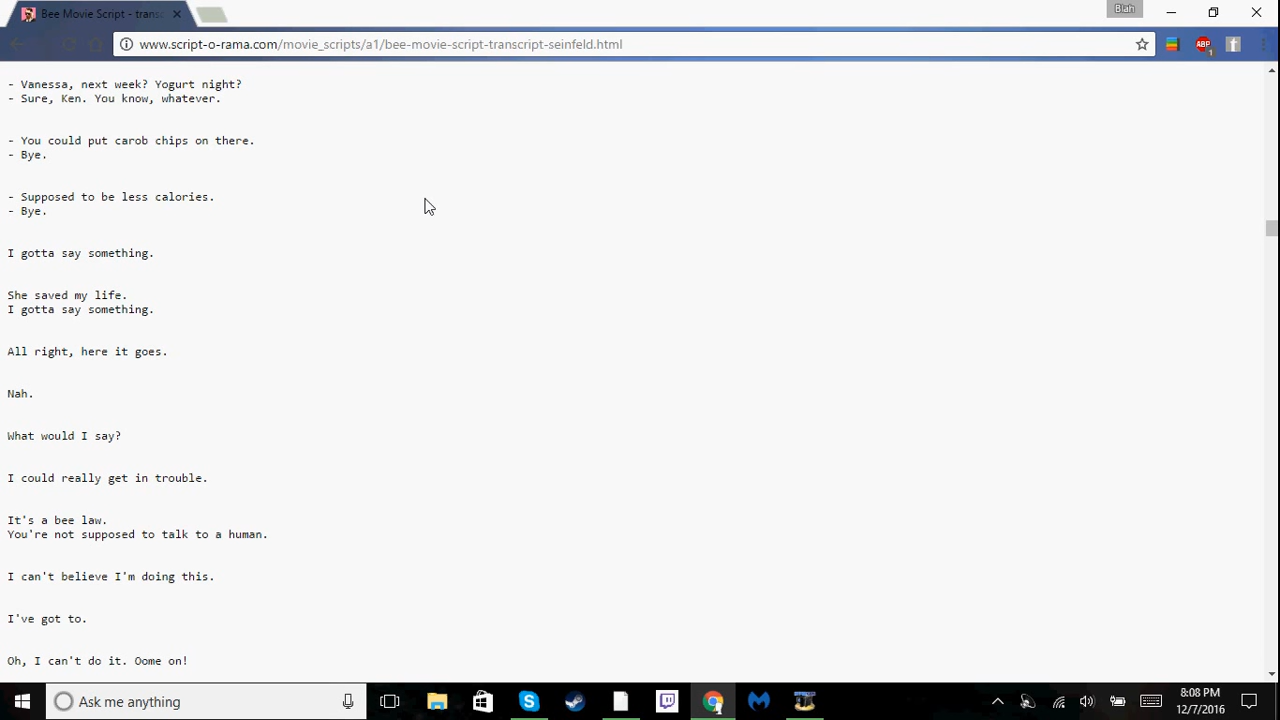 Bee Movie Script - transc
Blah
www.script-o-rama.com/movie_scripts/a1/bee-movie-script-transcript-seinfeld.html
ABP
1
f
- Vanessa, next week? Yogurt night?
- Sure, Ken. You know, whatever.
- You could put carob chips on there.
- Bye.
- Supposed to be less calories.
- Bye.
I gotta say something.
She saved my life.
I gotta say something.
All right, here it goes.
Nah.
What would I say?
I could really get in trouble.
It's a bee law.
You're not supposed to talk to a human.
I can't believe I'm doing this.
I've got to.
Oh, I can't do it. Oome on!
Ask me anything
8:08 PM
12/7/2016